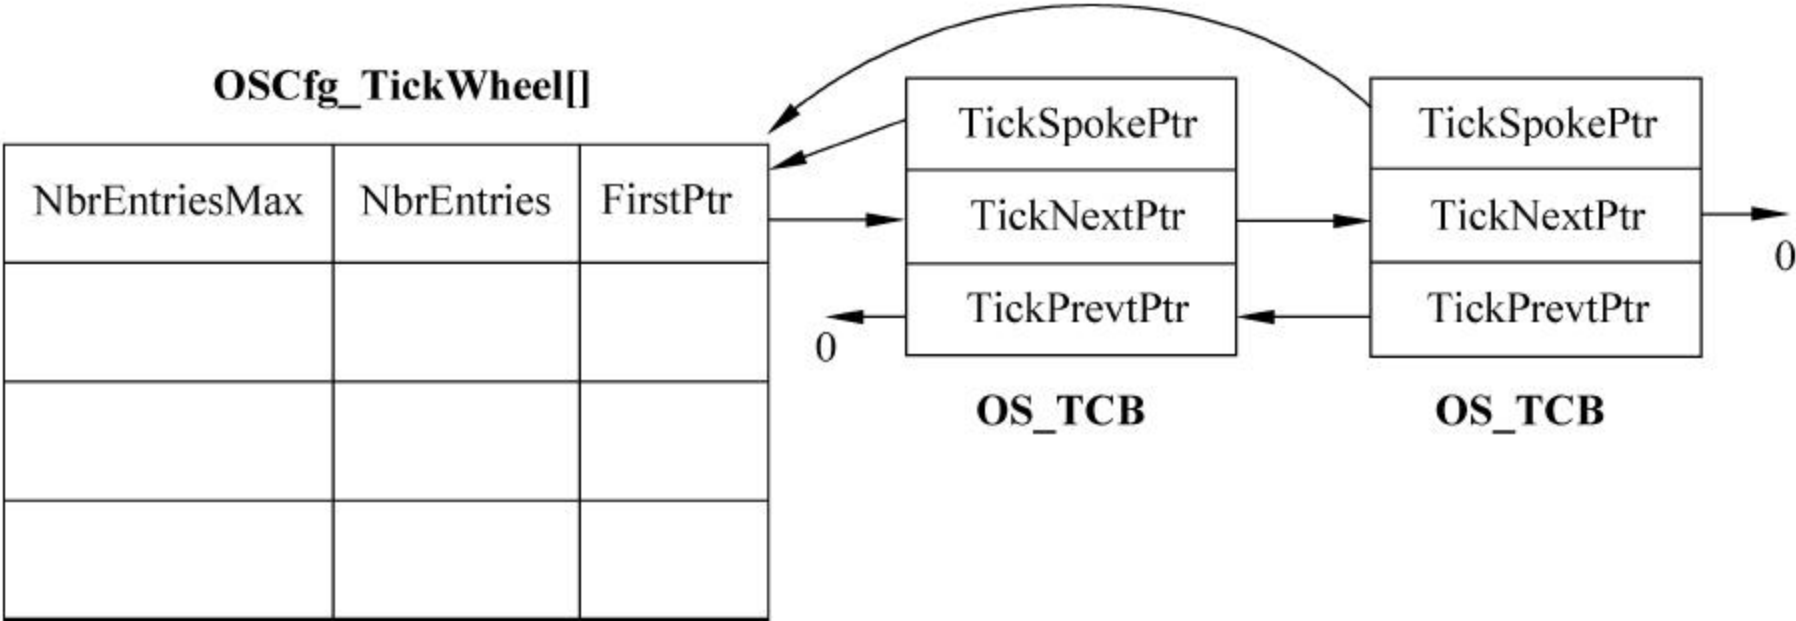 OSCfg_TickWheel[]
NbrEntriesMax NbrEntries FirstPtr
TickSpokePtr
TickNextPtr
TickPrevtPtr
0
OS_TCB
TickSpokePtr
TickNextPtr
TickPrevtPtr
0
OS_TCB